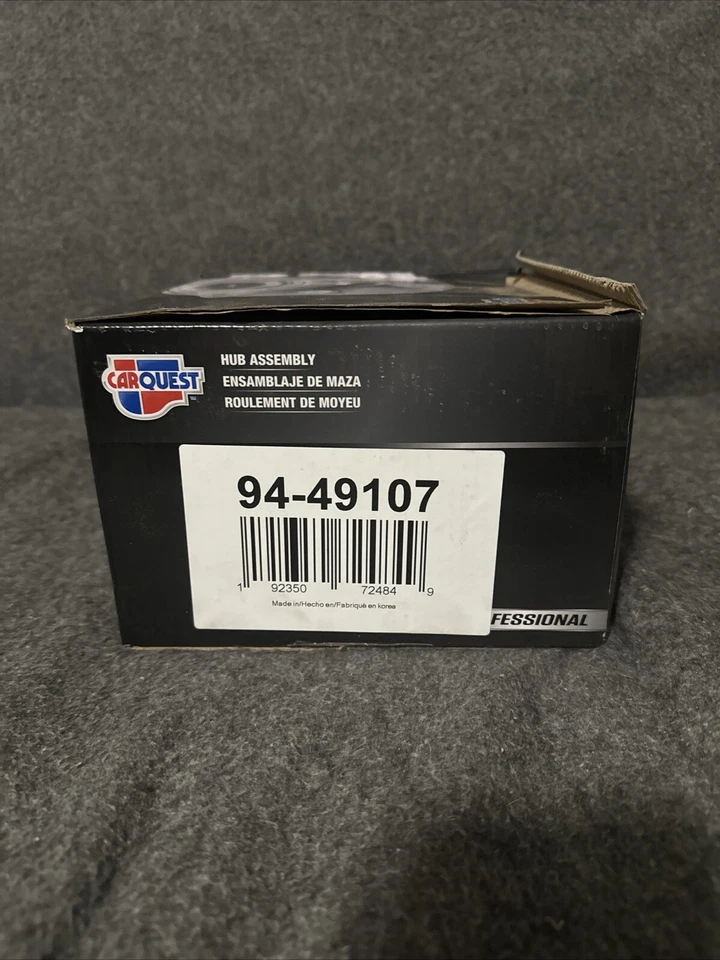 CARQUEST
HUB ASSEMBLY
ENSAMBLAJE DE MAZA
ROULEMENT DE MOYEU
94-49107
1 92350 72484 9
Made in/Hecho en/Fabriqué en korea
FESSIONAL